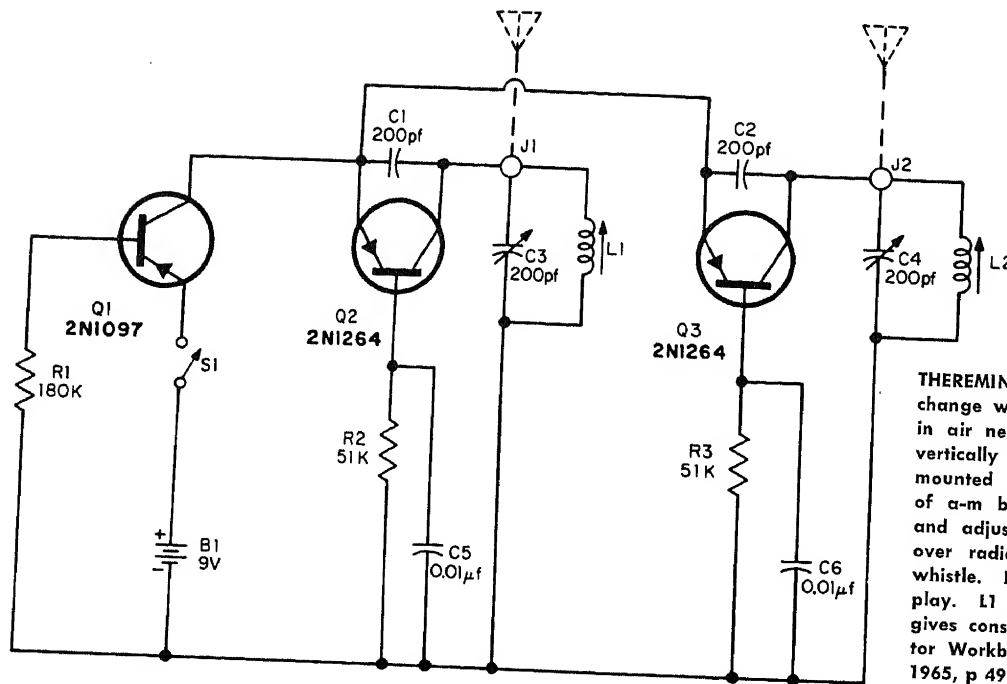 C1
200pf
J1
C2
200pf
J2
C3
200pf
L1
C4
200pf
L2
Q1
2N1097
Q2
2N1264
Q3
2N1264
S1
R1
180K
R2
51K
R3
51K
+
B1
9V
-
C5
0.01µf
C6
0.01µf
THEREMIN
change w
in air ne
vertically
mounted
of a-m b
and adjus
over radi
whistle.
play. L1
gives cons
tor Workb
1965, p 49